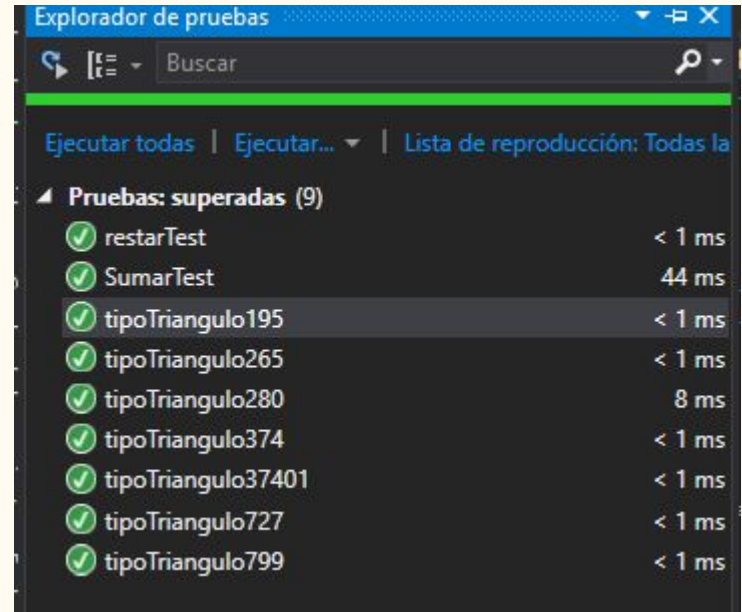 Explorador de pruebas
Buscar
Ejecutar todas | Ejecutar... | Lista de reproducción: Todas la
Pruebas: superadas (9)
restarTest < 1 ms
SumarTest 44 ms
tipoTriangulo195 < 1 ms
tipoTriangulo265 < 1 ms
tipoTriangulo280 8 ms
tipoTriangulo374 < 1 ms
tipoTriangulo37401 < 1 ms
tipoTriangulo727 < 1 ms
tipoTriangulo799 < 1 ms